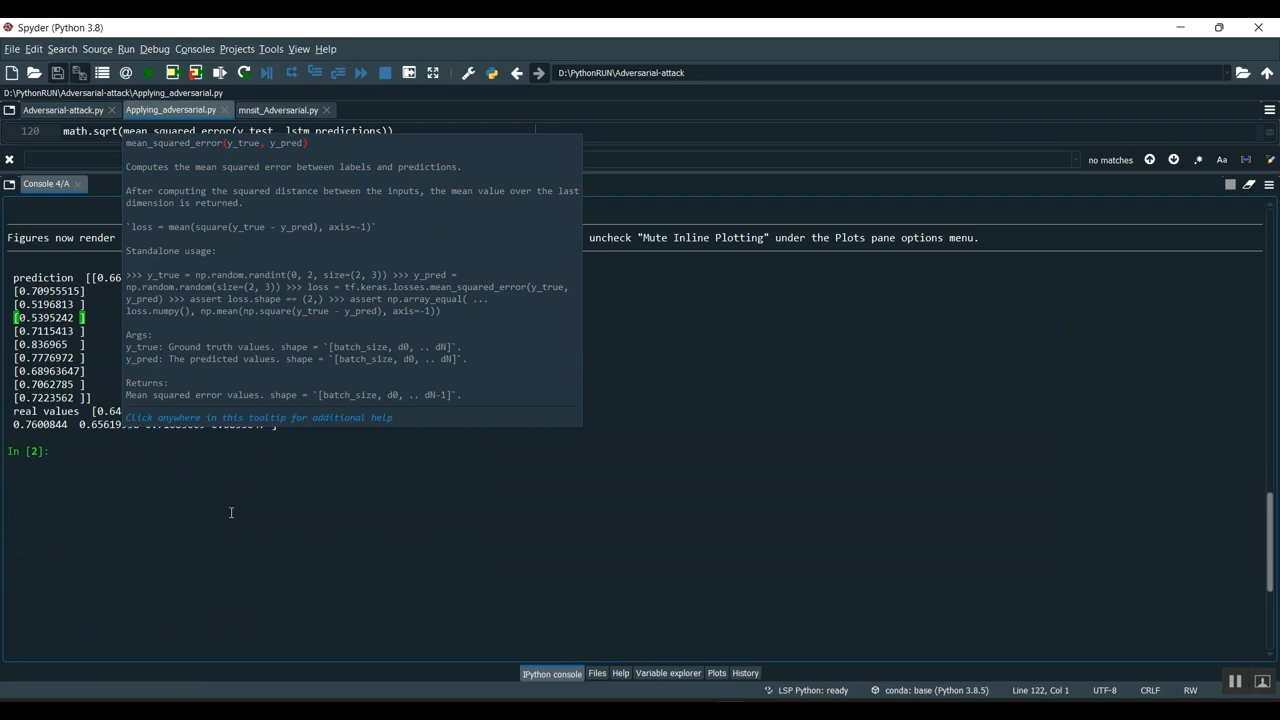 Spyder (Python 3.8)
File Edit Search Source Run Debug Consoles Projects Tools View Help
D:\PythonRUN\Adversarial-attack
D:\PythonRUN\Adversarial-attack\Applying_adversarial.py
Adversarial-attack.py Applying_adversarial.py mnsit_Adversarial.py
120 math.sqrt(mean_squared_error(y_test, lstm_predictions))
mean_squared_error(y_true, y_pred)
no matches Aa
Computes the mean squared error between labels and predictions.
Console 4/A
After computing the squared distance between the inputs, the mean value over the last
dimension is returned.
`loss = mean(square(y_true - y_pred), axis=-1)`
Figures now render uncheck "Mute Inline Plotting" under the Plots pane options menu.
Standalone usage:
>>> y_true = np.random.randint(0, 2, size=(2, 3)) >>> y_pred =
np.random.random(size=(2, 3)) >>> loss = tf.keras.losses.mean_squared_error(y_true,
y_pred) >>> assert loss.shape == (2,) >>> assert np.array_equal( ...
loss.numpy(), np.mean(np.square(y_true - y_pred), axis=-1))
Args:
y_true: Ground truth values. shape = `[batch_size, d0, .. dN]`.
y_pred: The predicted values. shape = `[batch_size, d0, .. dN]`.
Returns:
Mean squared error values. shape = `[batch_size, d0, .. dN-1]`.
Click anywhere in this tooltip for additional help
prediction [[0.66
[0.70955515]
[0.5196813 ]
[0.5395242 ]
[0.7115413 ]
[0.836965 ]
[0.7776972 ]
[0.68963647]
[0.7062785 ]
[0.7223562 ]]
real values [0.64
0.7600844
In [2]:
IPython console Files Help Variable explorer Plots History
LSP Python: ready conda: base (Python 3.8.5) Line 122, Col 1 UTF-8 CRLF RW